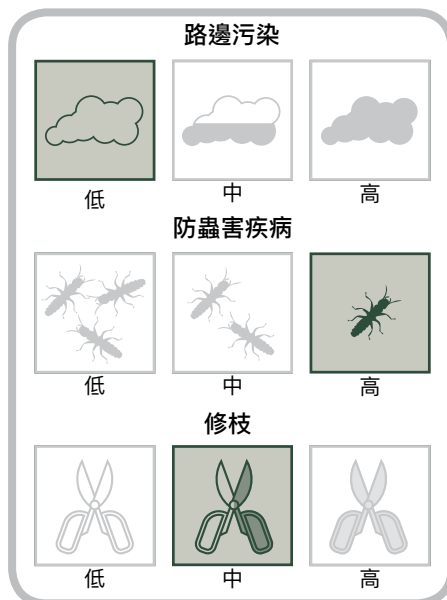 路邊污染
低 中 高
防蟲害疾病
低 中 高
修枝
低 中 高